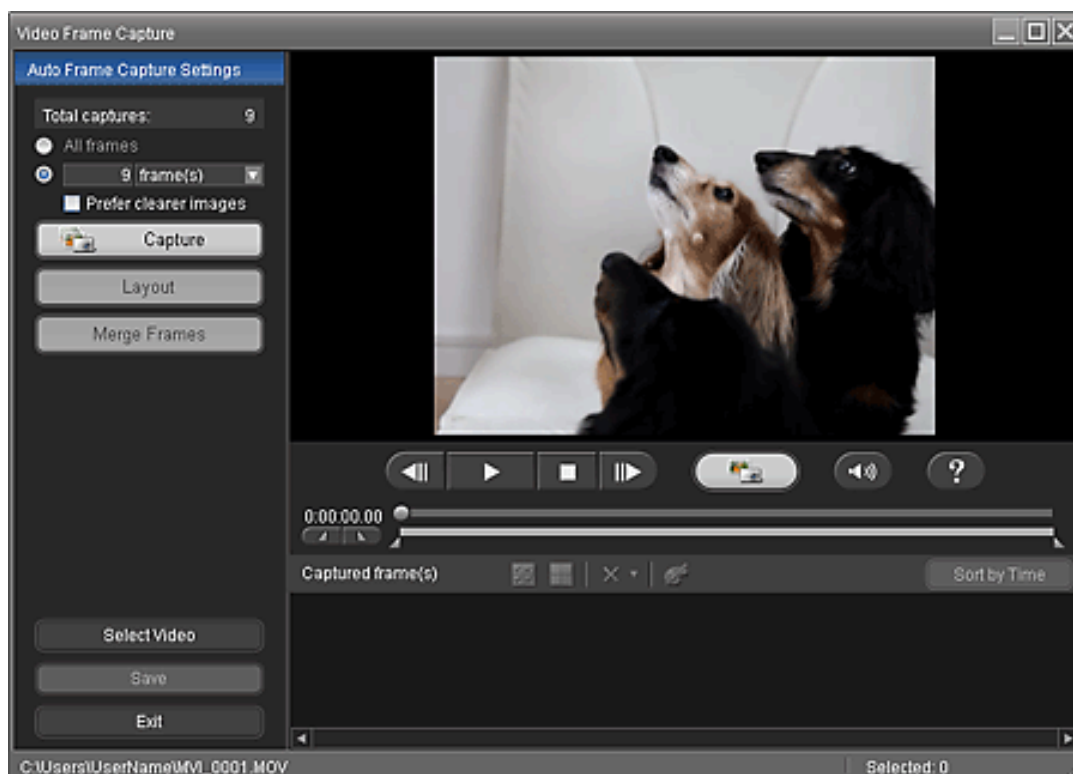 Video Frame Capture
Auto Frame Capture Settings
Total captures: 9
All frames
9 frame(s)
Prefer clearer images
Capture
Layout
Merge Frames
0:00:00.00
Captured frame(s)
Sort by Time
Select Video
Save
Exit
C:\Users\UserName\MVI_0001.MOV
Selected: 0